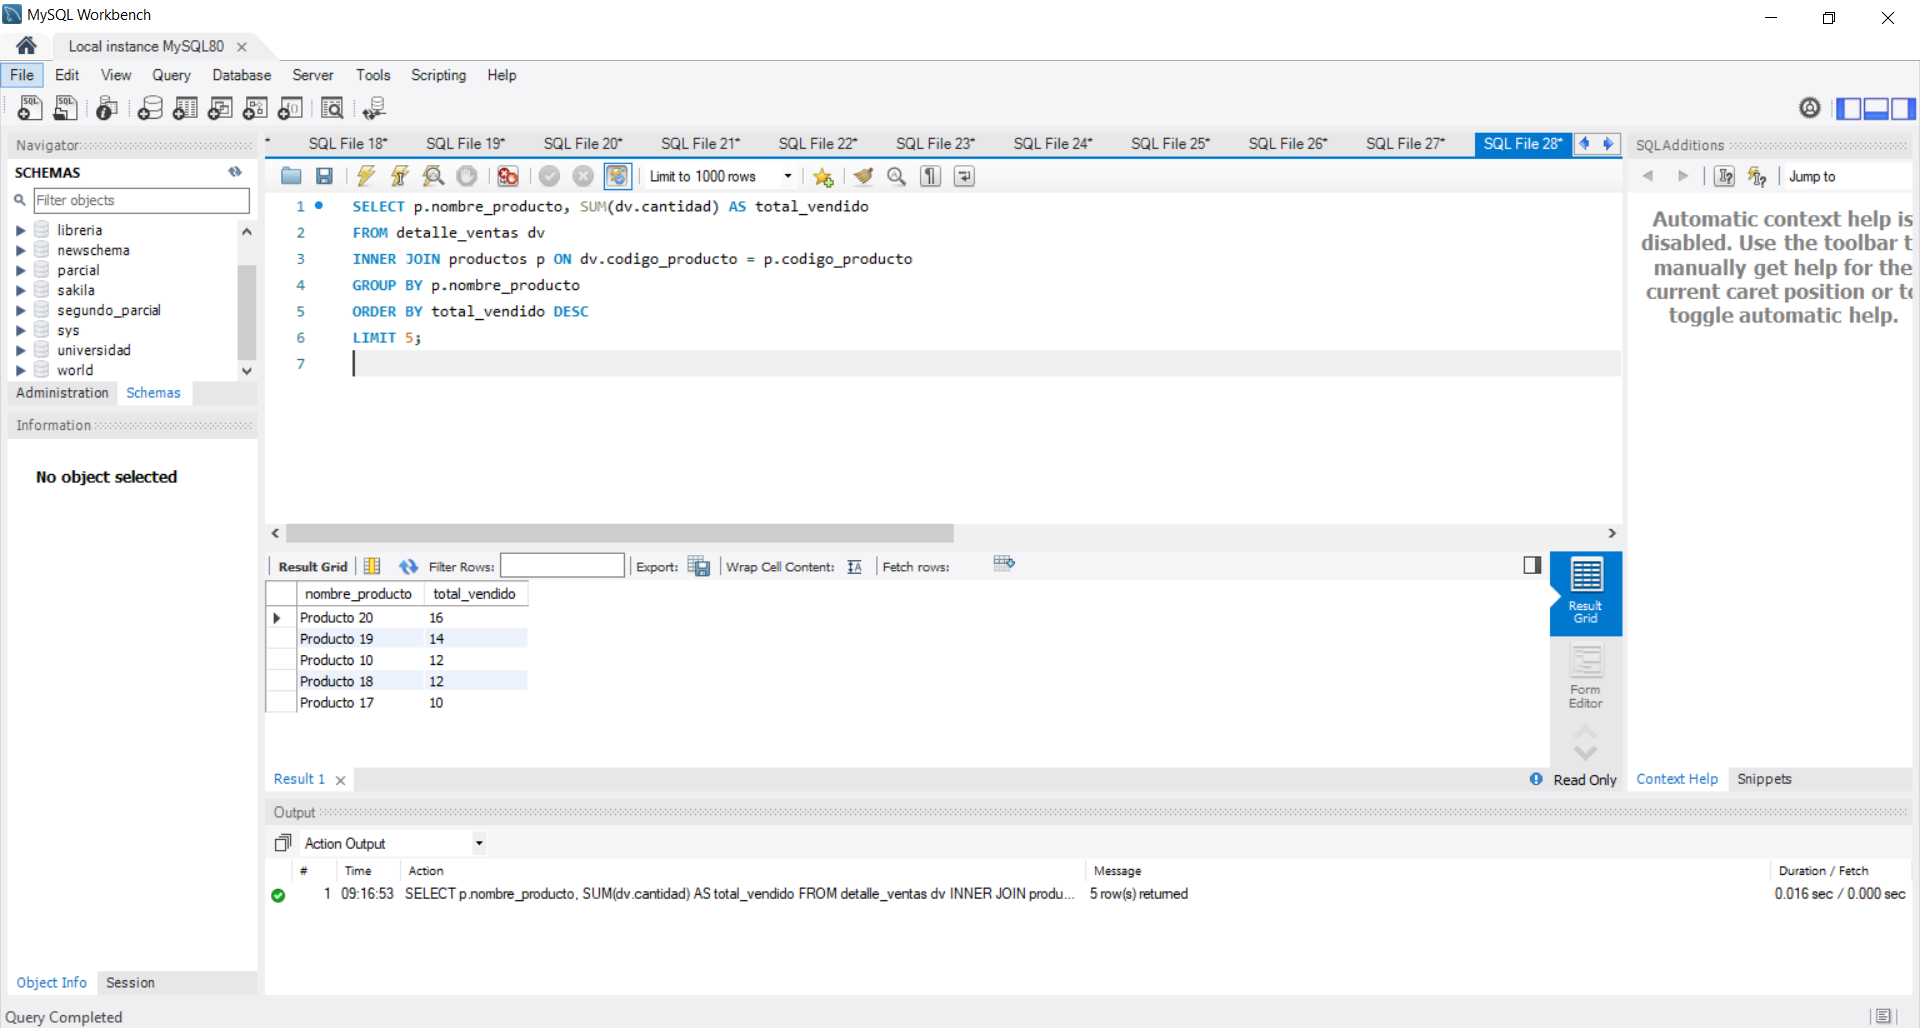 MySQL Workbench
Local instance MySQL80
File Edit View Query Database Server Tools Scripting Help
Navigator
SCHEMAS
Filter objects
libreria
newschema
parcial
sakila
segundo_parcial
sys
universidad
world
Administration Schemas
Information
No object selected
Object Info Session
SQL File 18* SQL File 19* SQL File 20* SQL File 21* SQL File 22* SQL File 23* SQL File 24* SQL File 25* SQL File 26* SQL File 27* SQL File 28*
Limit to 1000 rows
1 SELECT p.nombre_producto, SUM(dv.cantidad) AS total_vendido
2 FROM detalle_ventas dv
3 INNER JOIN productos p ON dv.codigo_producto = p.codigo_producto
4 GROUP BY p.nombre_producto
5 ORDER BY total_vendido DESC
6 LIMIT 5;
7
Result Grid Filter Rows: Export: Wrap Cell Content: Fetch rows:
nombre_producto total_vendido
Producto 20 16
Producto 19 14
Producto 10 12
Producto 18 12
Producto 17 10
Result
Grid
Form
Editor
Result 1
Read Only
SQLAdditions
Jump to
Automatic context help is
disabled. Use the toolbar t
manually get help for the
current caret position or to
toggle automatic help.
Context Help Snippets
Output
Action Output
# Time Action Message Duration / Fetch
1 09:16:53 SELECT p.nombre_producto, SUM(dv.cantidad) AS total_vendido FROM detalle_ventas dv INNER JOIN produ... 5 row(s) returned 0.016 sec / 0.000 sec
Query Completed